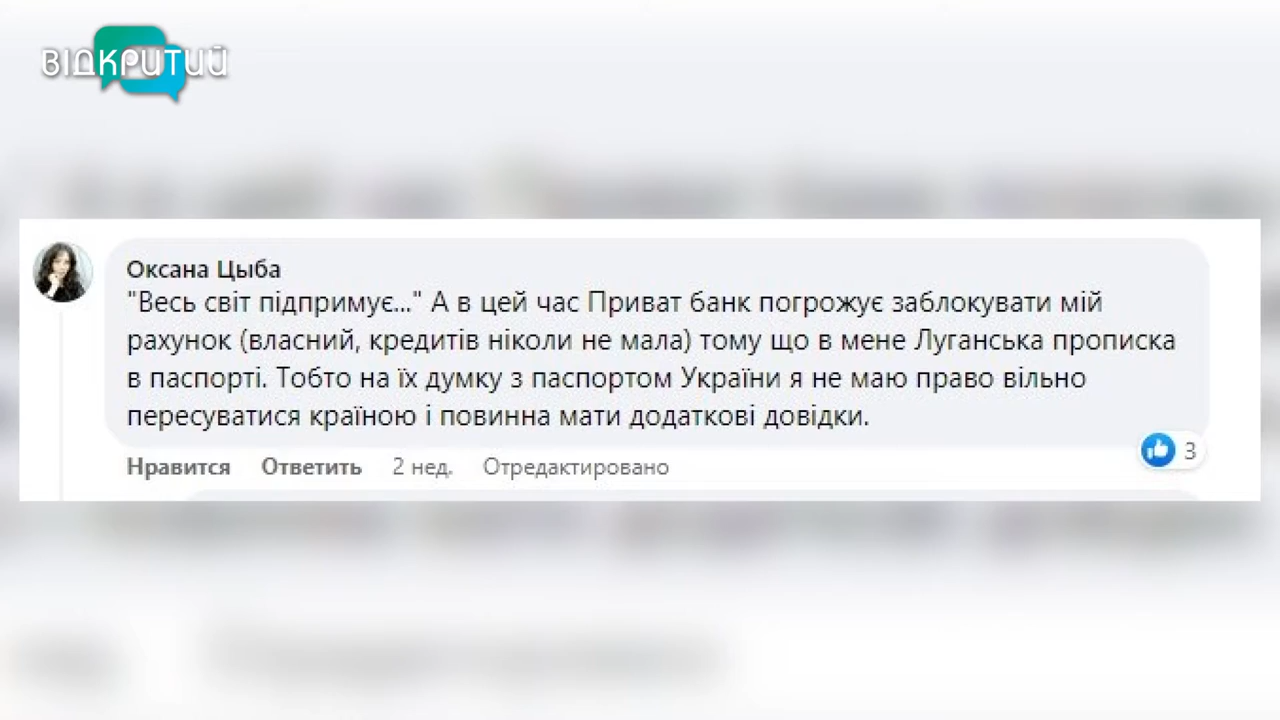 ВІДКРИТИЙ
Оксана Цыба
"Весь світ підпримує..." А в цей час Приват банк погрожує заблокувати мій
рахунок (власний, кредитів ніколи не мала) тому що в мене Луганська прописка
в паспорті. Тобто на їх думку з паспортом України я не маю право вільно
пересуватися країною і повинна мати додаткові довідки.
Нравится Ответить 2 нед. Отредактировано
3